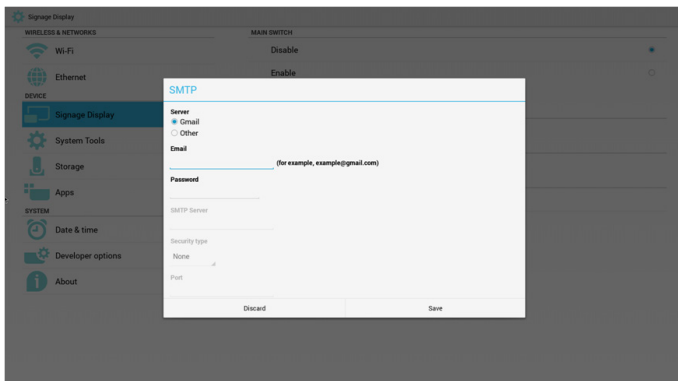 Signage Display
WIRELESS & NETWORKS
Wi-Fi
Ethernet
DEVICE
Signage Display
System Tools
Storage
Apps
SYSTEM
Date & time
Developer options
About
MAIN SWITCH
Disable
Enable
SMTP
Server
Gmail
Other
Email
(for example, example@gmail.com)
Password
SMTP Server
Security type
None
Port
Discard Save